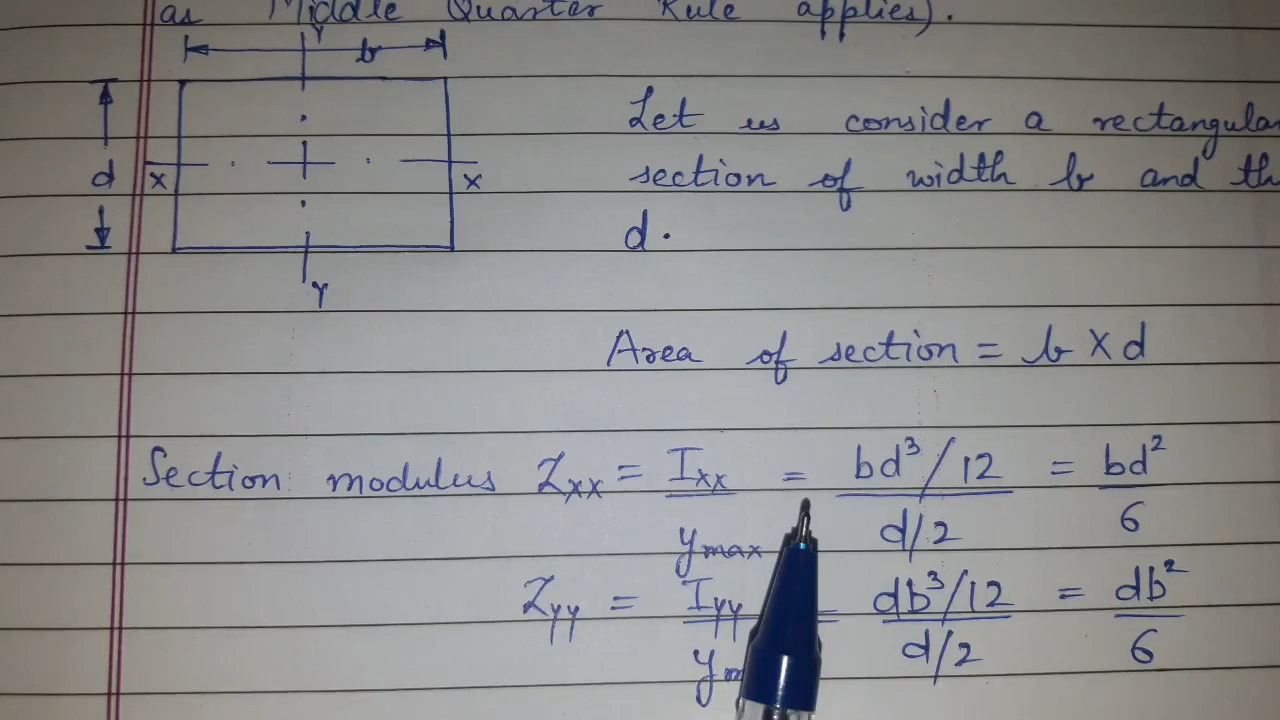 as Middle Quarter Rule applies).
Y
b
d
X
X
Y
Let us consider a rectangular
section of width b and
d.
Area of section = b X d
Section modulus Zxx = Ixx / ymax = bd³/12 / d/2 = bd² / 6
Zyy = Iyy = db³/12 / d/2 = db² / 6